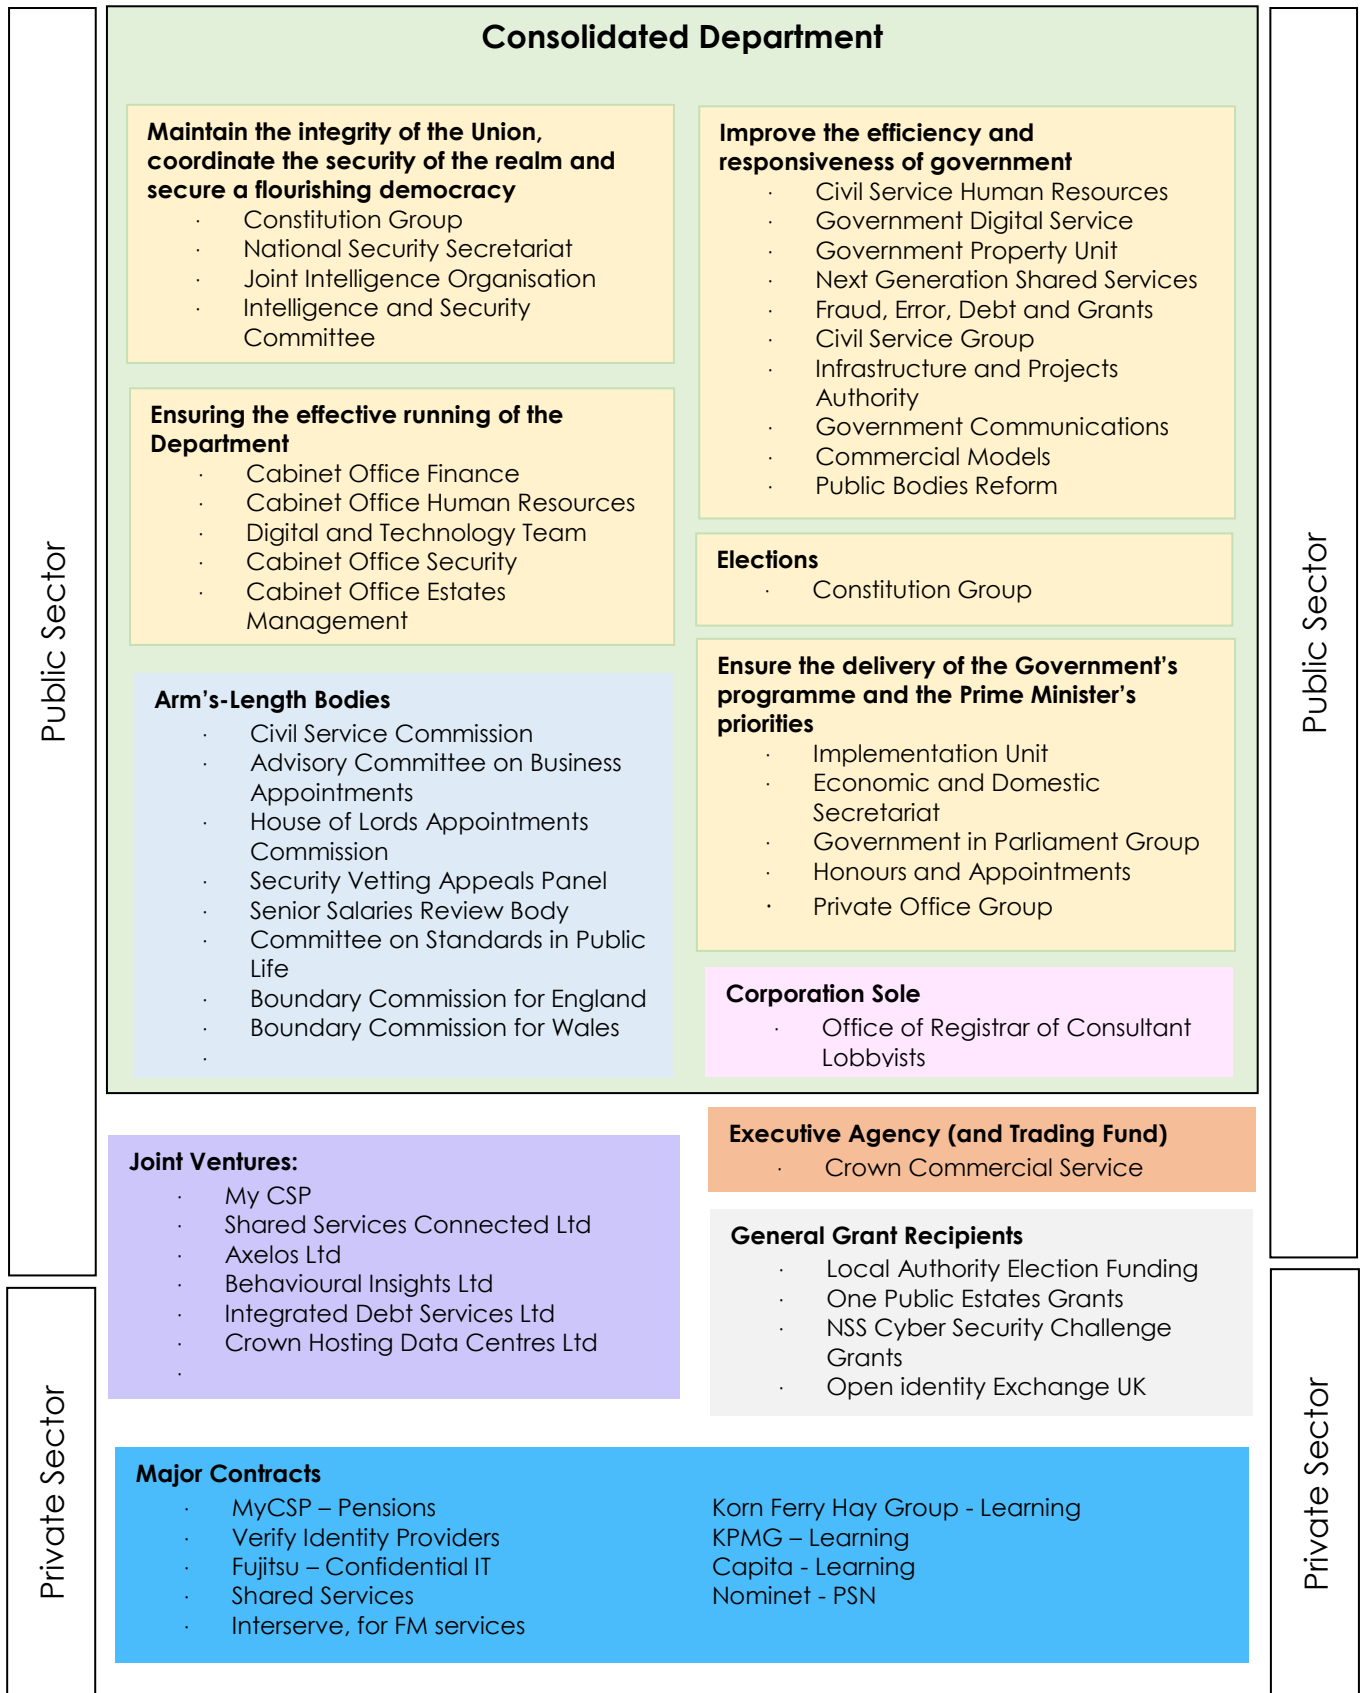 Consolidated Department
Public Sector
Maintain the integrity of the Union,
coordinate the security of the realm and
secure a flourishing democracy
· Constitution Group
· National Security Secretariat
· Joint Intelligence Organisation
· Intelligence and Security
Committee
Ensuring the effective running of the
Department
· Cabinet Office Finance
· Cabinet Office Human Resources
· Digital and Technology Team
· Cabinet Office Security
· Cabinet Office Estates
Management
Arm's-Length Bodies
· Civil Service Commission
· Advisory Committee on Business
Appointments
· House of Lords Appointments
Commission
· Security Vetting Appeals Panel
· Senior Salaries Review Body
· Committee on Standards in Public
Life
· Boundary Commission for England
· Boundary Commission for Wales
·
Improve the efficiency and
responsiveness of government
· Civil Service Human Resources
· Government Digital Service
· Government Property Unit
· Next Generation Shared Services
· Fraud, Error, Debt and Grants
· Civil Service Group
· Infrastructure and Projects
Authority
· Government Communications
· Commercial Models
· Public Bodies Reform
Elections
· Constitution Group
Ensure the delivery of the Government’s
programme and the Prime Minister’s
priorities
· Implementation Unit
· Economic and Domestic
Secretariat
· Government in Parliament Group
· Honours and Appointments
· Private Office Group
Corporation Sole
· Office of Registrar of Consultant
Lobbyists
Public Sector
Joint Ventures:
· My CSP
· Shared Services Connected Ltd
· Axelos Ltd
· Behavioural Insights Ltd
· Integrated Debt Services Ltd
· Crown Hosting Data Centres Ltd
·
Executive Agency (and Trading Fund)
· Crown Commercial Service
General Grant Recipients
· Local Authority Election Funding
· One Public Estates Grants
· NSS Cyber Security Challenge
Grants
· Open identity Exchange UK
Private Sector
Major Contracts
· MyCSP – Pensions
· Verify Identity Providers
· Fujitsu – Confidential IT
· Shared Services
· Interserve, for FM services
Korn Ferry Hay Group - Learning
KPMG – Learning
Capita - Learning
Nominet - PSN
Private Sector